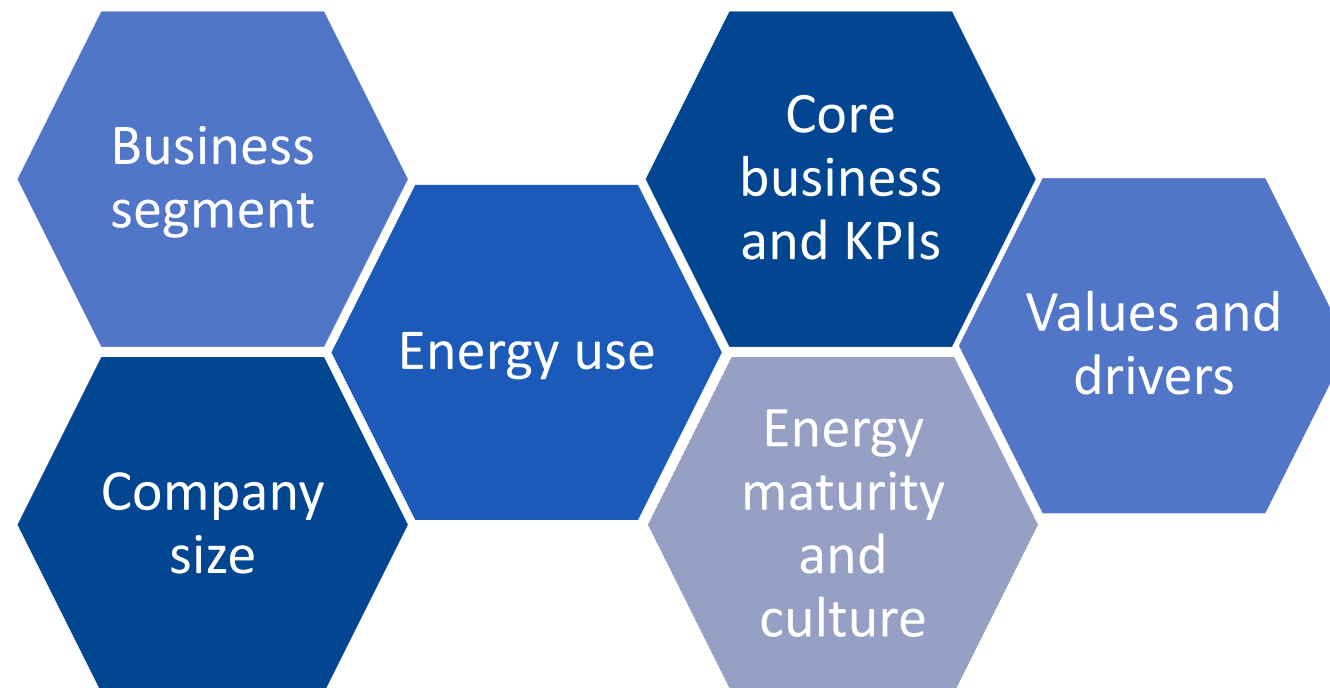 Business
segment
Company
size
Energy use
Core
business
and KPIs
Energy
maturity
and
culture
Values and
drivers